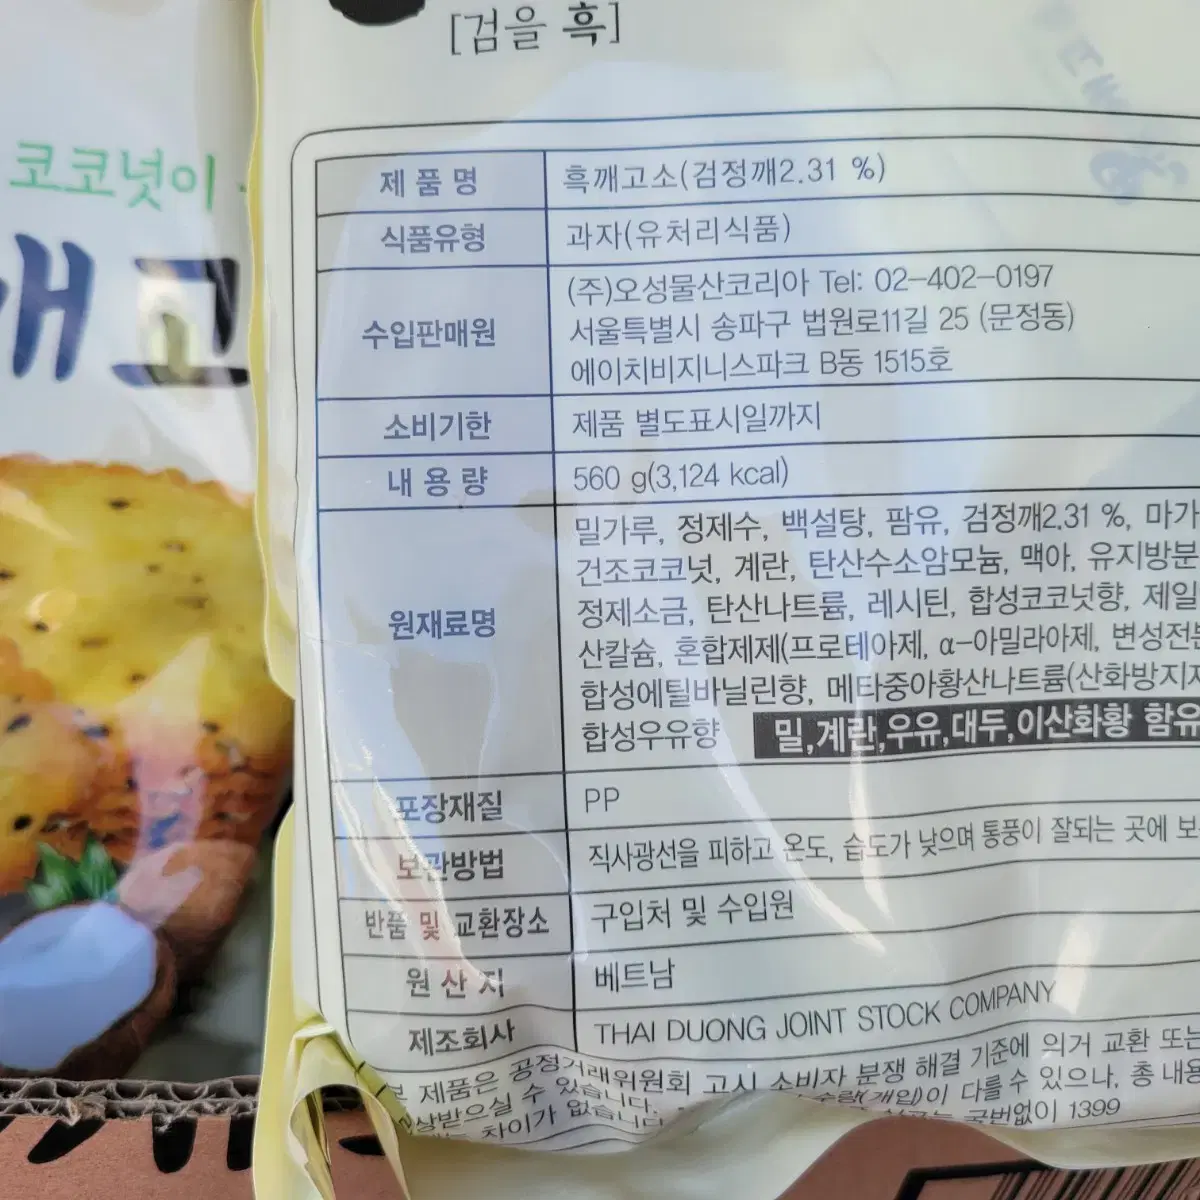 [검을 흑]
코코넛이
깨고
제 품 명 흑깨고소(검정깨2.31 %)
식품유형 과자(유처리식품)
수입판매원 (주)오성물산코리아 Tel: 02-402-0197
서울특별시 송파구 법원로11길 25 (문정동)
에이치비지니스파크 B동 1515호
소비기한 제품 별도표시일까지
내 용 량 560 g(3,124 kcal)
원재료명 밀가루, 정제수, 백설탕, 팜유, 검정깨2.31 %, 마가
건조코코넛, 계란, 탄산수소암모늄, 맥아, 유지방분
정제소금, 탄산나트륨, 레시틴, 합성코코넛향, 제일
산칼슘, 혼합제제(프로테아제, α-아밀라아제, 변성전분
합성에틸바닐린향, 메타중아황산나트륨(산화방지제
합성우유향 밀,계란,우유,대두,이산화황 함유
포장재질 PP
보관방법 직사광선을 피하고 온도, 습도가 낮으며 통풍이 잘되는 곳에 보
반품 및 교환장소 구입처 및 수입원
원 산 지 베트남
제조회사 THAI DUONG JOINT STOCK COMPANY
본 제품은 공정거래위원회 고시 소비자 분쟁 해결 기준에 의거 교환 또는
보상받으실 수 있습니다. 수량(개입)이 다를 수 있으나, 총 내용
차이가 없습니다. 국번없이 1399